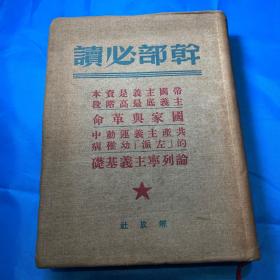 幹部必讀
帝國主義是資本
主義底最高階段
國家與革命
共產主義運動中
的「左派」幼稚病
論列寧主義基礎
解放社